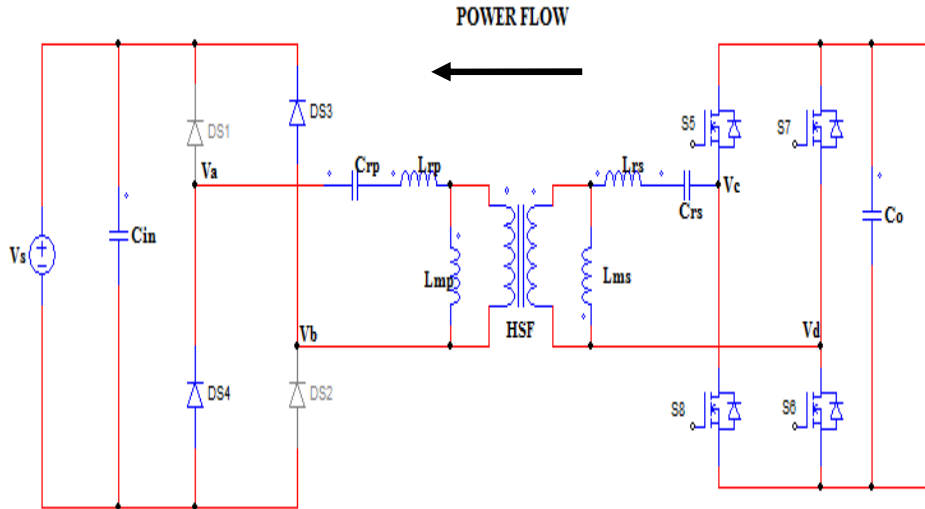 POWER FLOW
DS1
DS3
S5
S7
Va
Crp
Lrp
Lrs
Crs
Vc
Co
Cin
Vs
Lmp
Lms
HSF
Vb
Vd
DS4
DS2
S8
S6